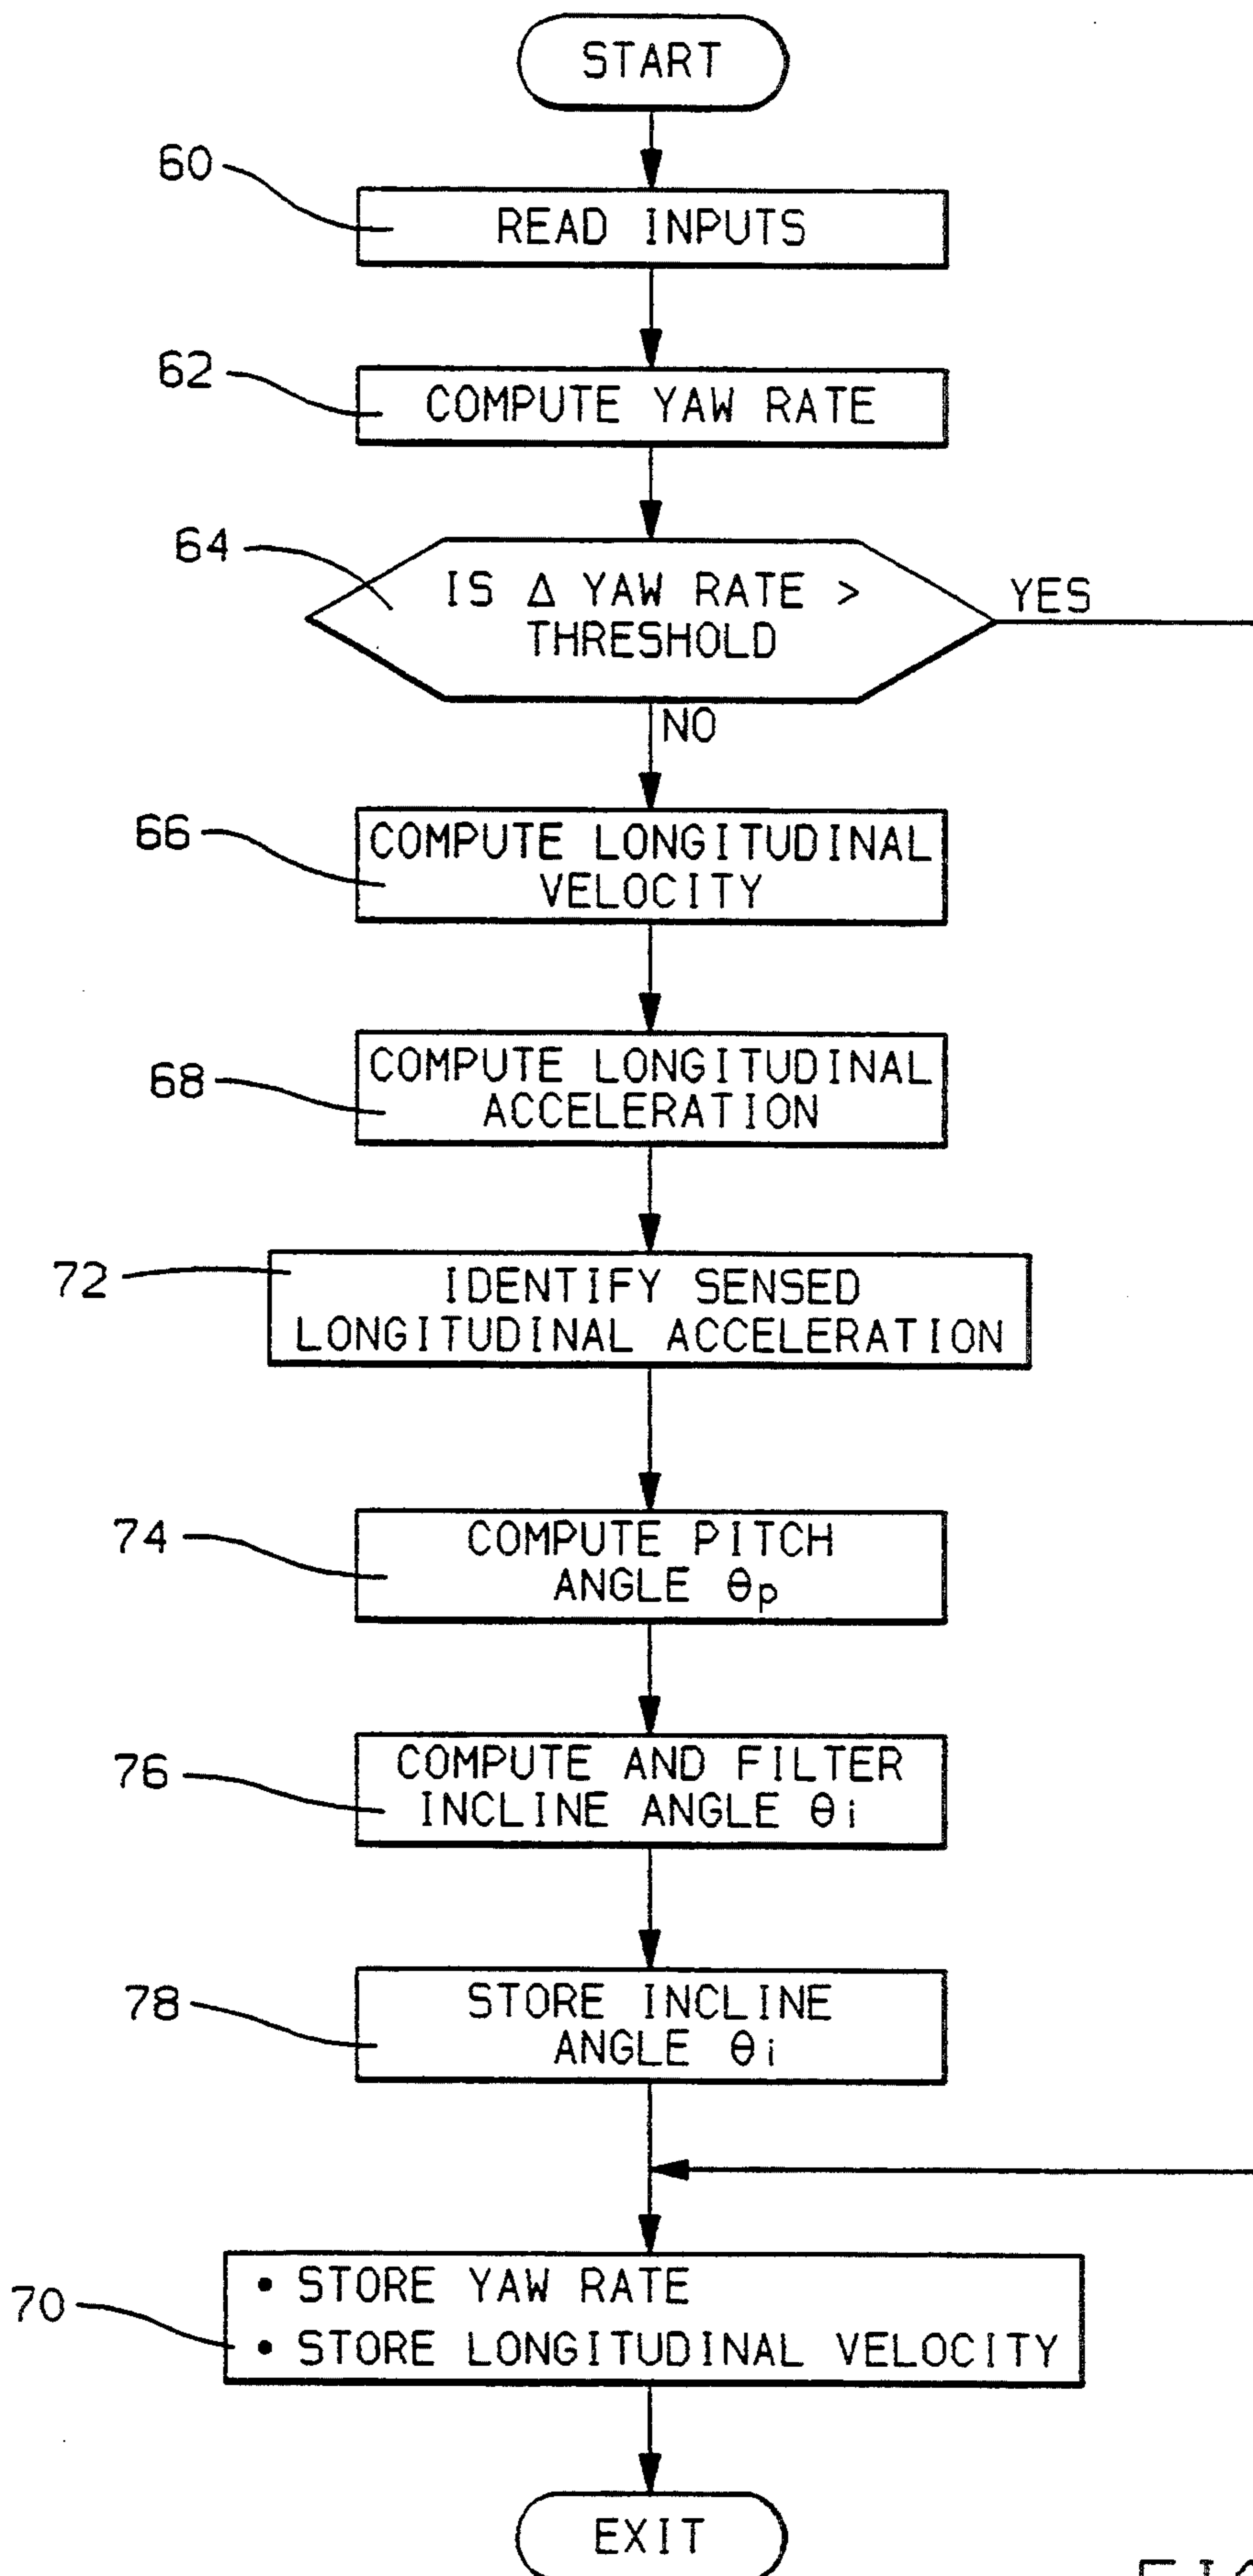 START
60
READ INPUTS
62
COMPUTE YAW RATE
64
IS Δ YAW RATE >
THRESHOLD
YES
NO
66
COMPUTE LONGITUDINAL
VELOCITY
68
COMPUTE LONGITUDINAL
ACCELERATION
72
IDENTIFY SENSED
LONGITUDINAL ACCELERATION
74
COMPUTE PITCH
ANGLE θp
76
COMPUTE AND FILTER
INCLINE ANGLE θi
78
STORE INCLINE
ANGLE θi
70
• STORE YAW RATE
• STORE LONGITUDINAL VELOCITY
EXIT